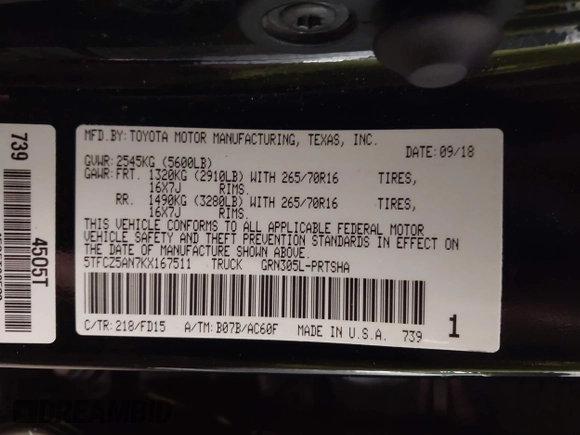 MFD.BY:TOYOTA MOTOR MANUFACTURING, TEXAS, INC.
DATE:09/18
GVWR:2545KG (5600LB)
GAWR:FRT. 1320KG (2910LB) WITH 265/70R16 TIRES,
16X7J RIMS.
RR. 1490KG (3280LB) WITH 265/70R16 TIRES,
16X7J RIMS.
THIS VEHICLE CONFORMS TO ALL APPLICABLE FEDERAL MOTOR
VEHICLE SAFETY AND THEFT PREVENTION STANDARDS IN EFFECT ON
THE DATE OF MANUFACTURE SHOWN ABOVE.
5TFCZ5AN7KX167511 TRUCK GRN305L-PRTSHA
C/TR:218/FD15 A/TM:B07B/AC60F MADE IN U.S.A. 739
1
739
4505T
DREAMBID